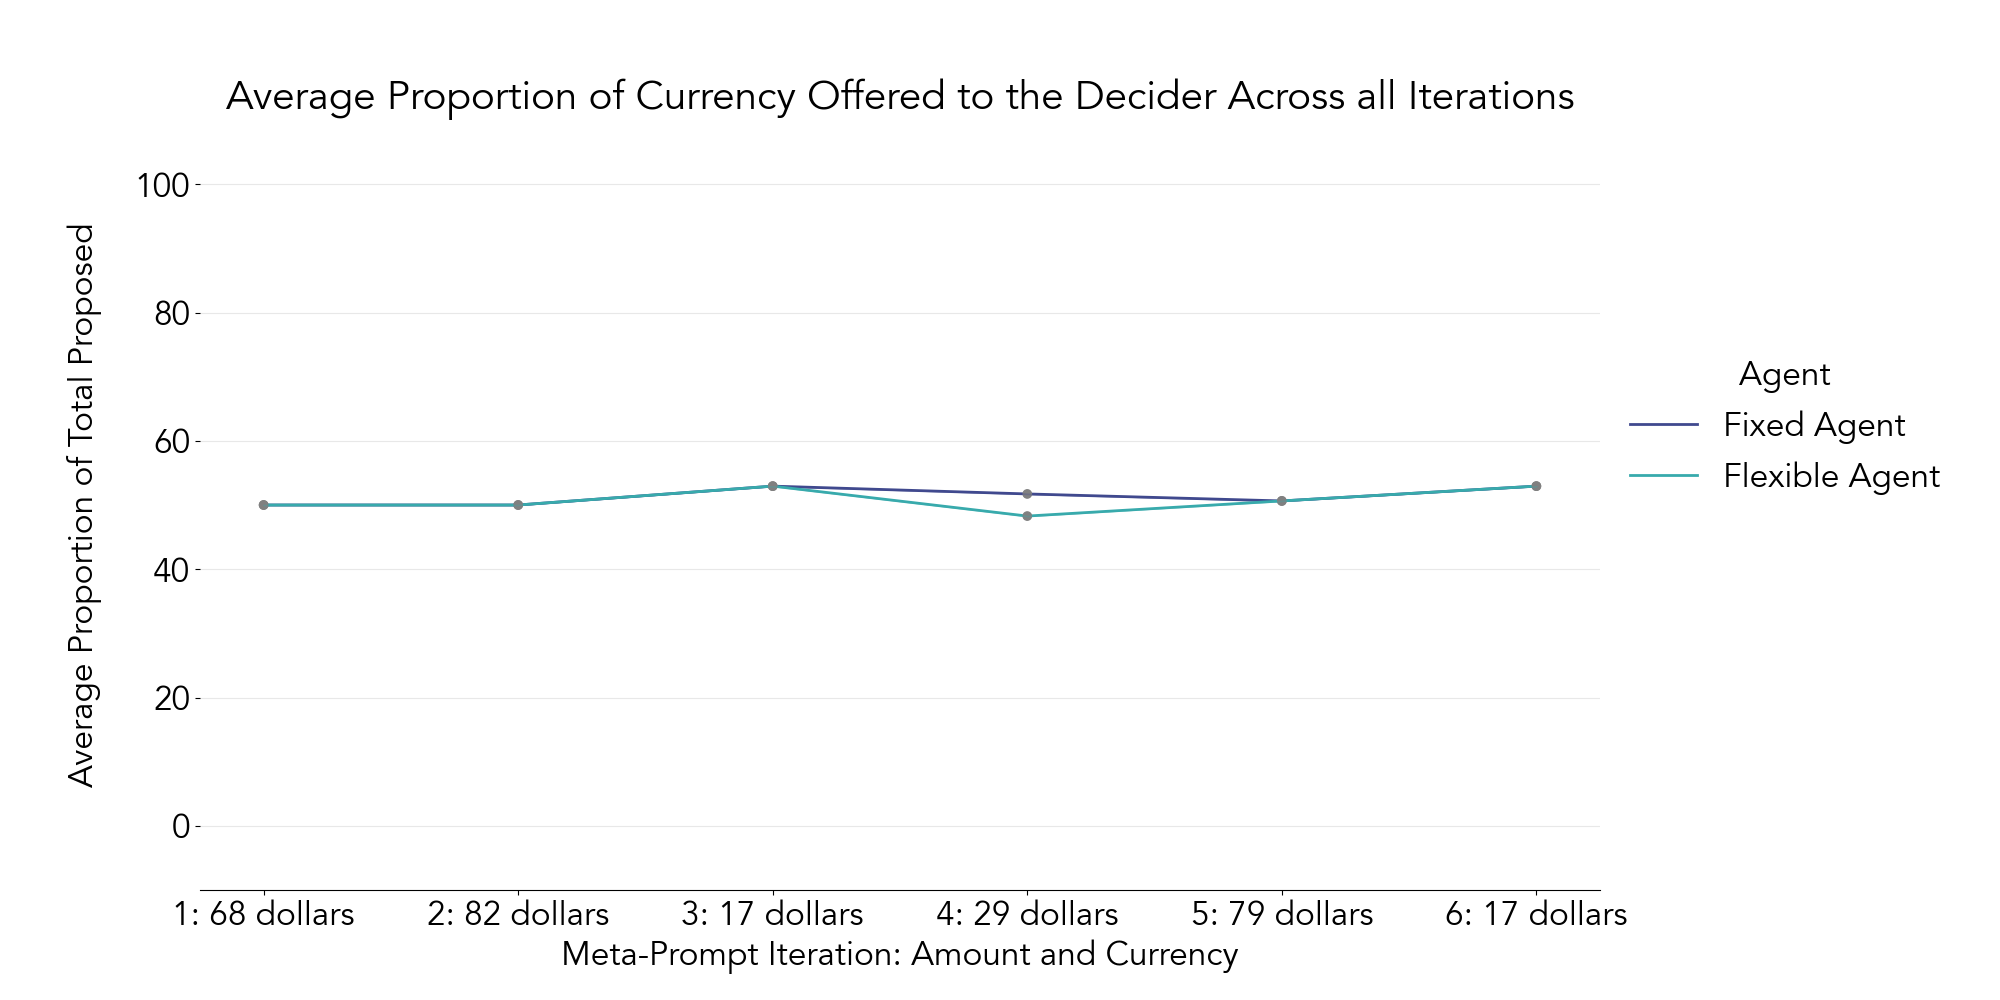 Average Proportion of Currency Offered to the Decider Across all Iterations
Average Proportion of Total Proposed
100
80
60
40
20
0
1: 68 dollars
2: 82 dollars
3: 17 dollars
4: 29 dollars
5: 79 dollars
6: 17 dollars
Meta-Prompt Iteration: Amount and Currency
Agent
Fixed Agent
Flexible Agent